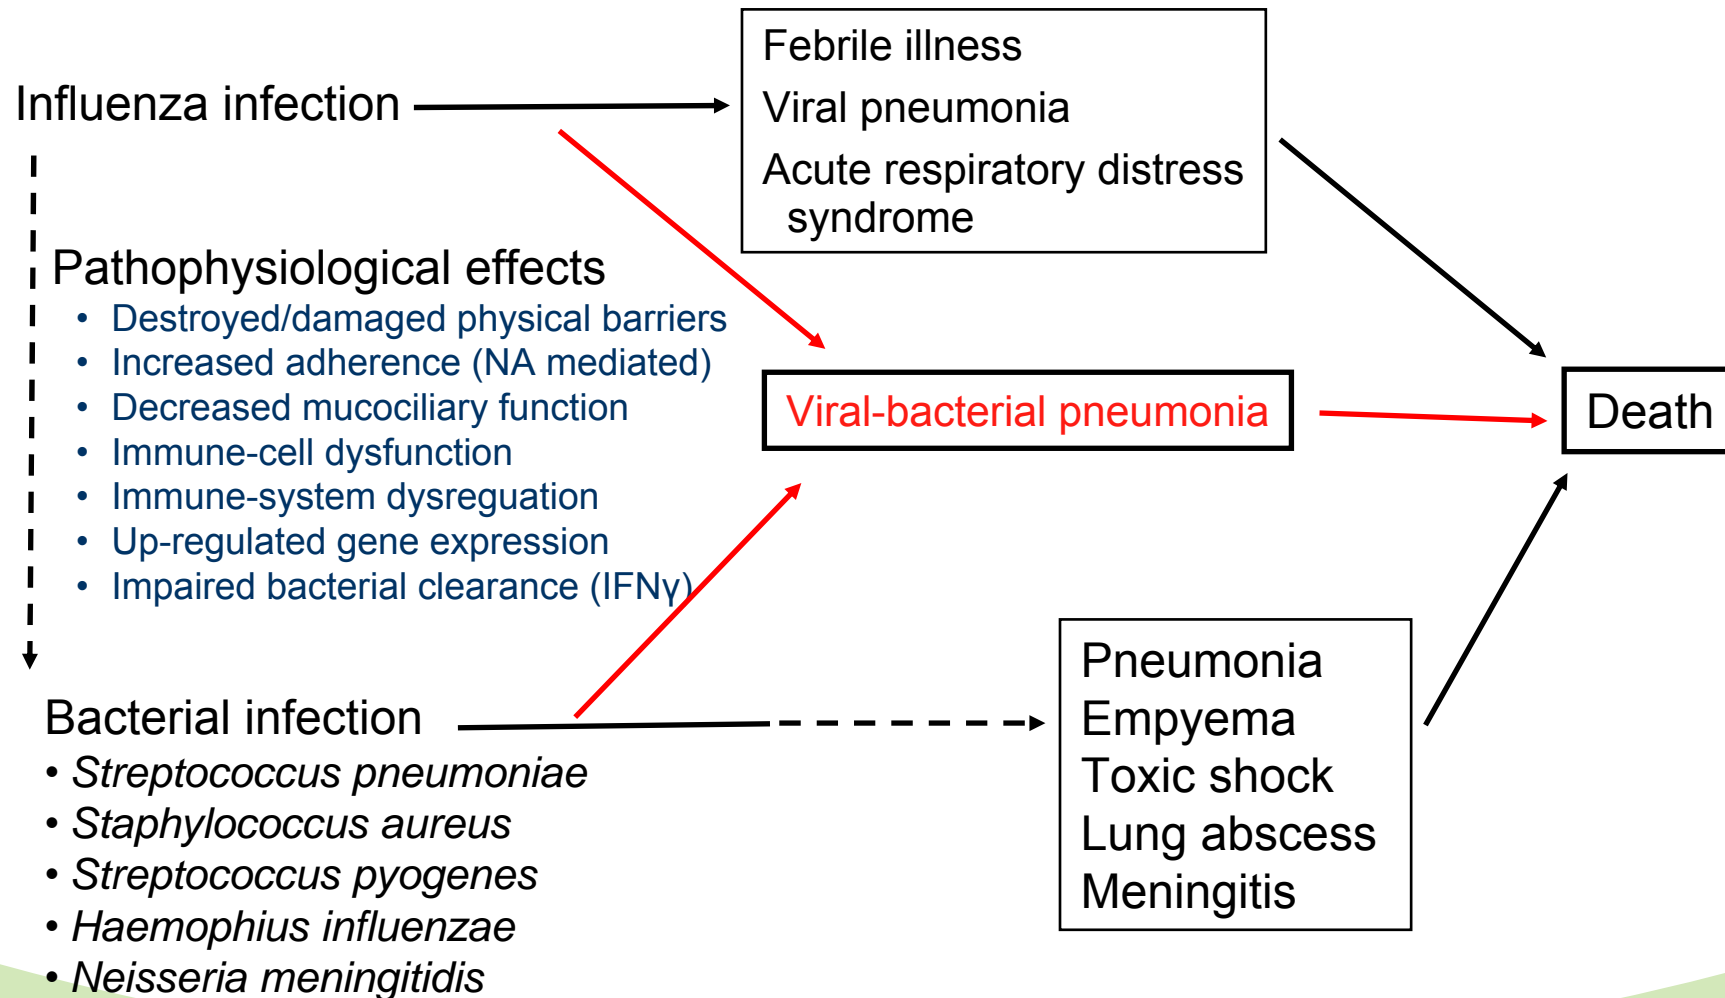 Influenza infection
Febrile illness
Viral pneumonia
Acute respiratory distress
syndrome
Pathophysiological effects
• Destroyed/damaged physical barriers
• Increased adherence (NA mediated)
• Decreased mucociliary function
• Immune-cell dysfunction
• Immune-system dysreguation
• Up-regulated gene expression
• Impaired bacterial clearance (IFNγ)
Viral-bacterial pneumonia
Death
Bacterial infection
• Streptococcus pneumoniae
• Staphylococcus aureus
• Streptococcus pyogenes
• Haemophius influenzae
• Neisseria meningitidis
Pneumonia
Empyema
Toxic shock
Lung abscess
Meningitis